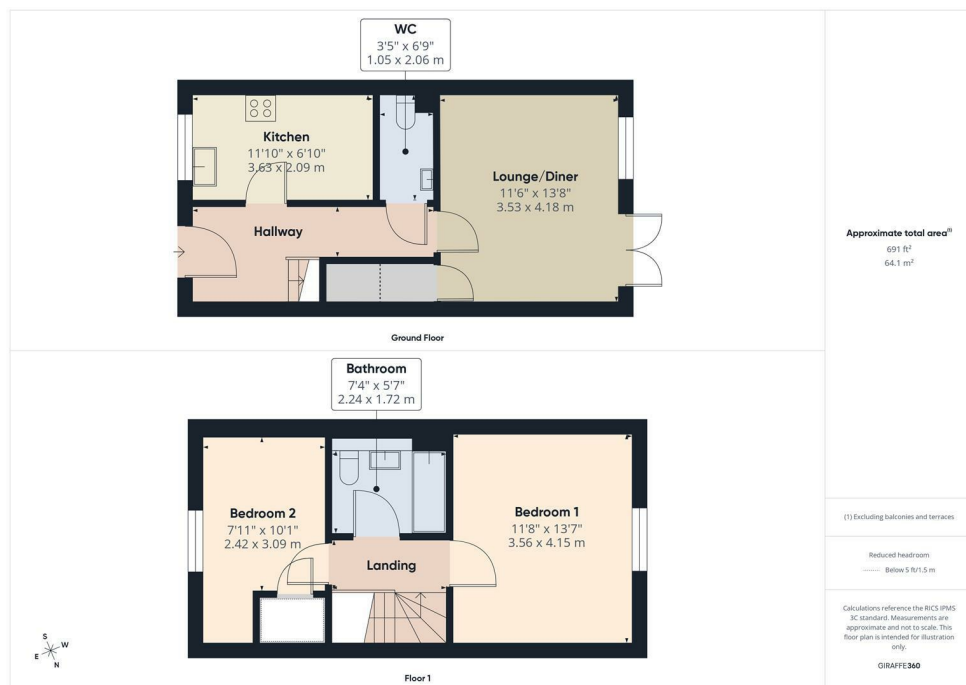 WC
3'5" x 6'9"
1.05 x 2.06 m
Kitchen
11'10" x 6'10"
3.63 x 2.09 m
Lounge/Diner
11'6" x 13'8"
3.53 x 4.18 m
Hallway
Ground Floor
Approximate total area(1)
691 ft²
64.1 m²
Bathroom
7'4" x 5'7"
2.24 x 1.72 m
Bedroom 2
7'11" x 10'1"
2.42 x 3.09 m
Bedroom 1
11'8" x 13'7"
3.56 x 4.15 m
Landing
S
W
E
N
Floor 1
(1) Excluding balconies and terraces
Reduced headroom
Below 5 ft/1.5 m
Calculations reference the RICS IPMS
3C standard. Measurements are
approximate and not to scale. This
floor plan is intended for illustration
only.
GIRAFFE360